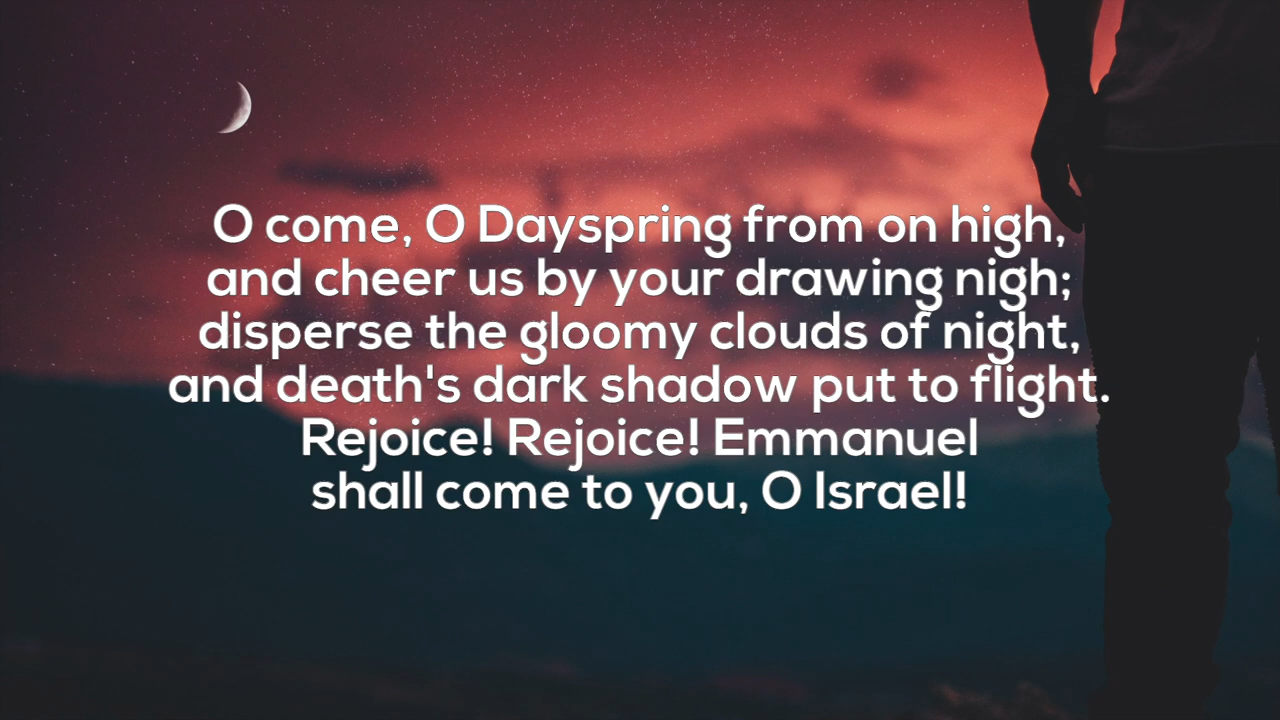 O come, O Dayspring from on high,
and cheer us by your drawing nigh;
disperse the gloomy clouds of night,
and death's dark shadow put to flight.
Rejoice! Rejoice! Emmanuel
shall come to you, O Israel!